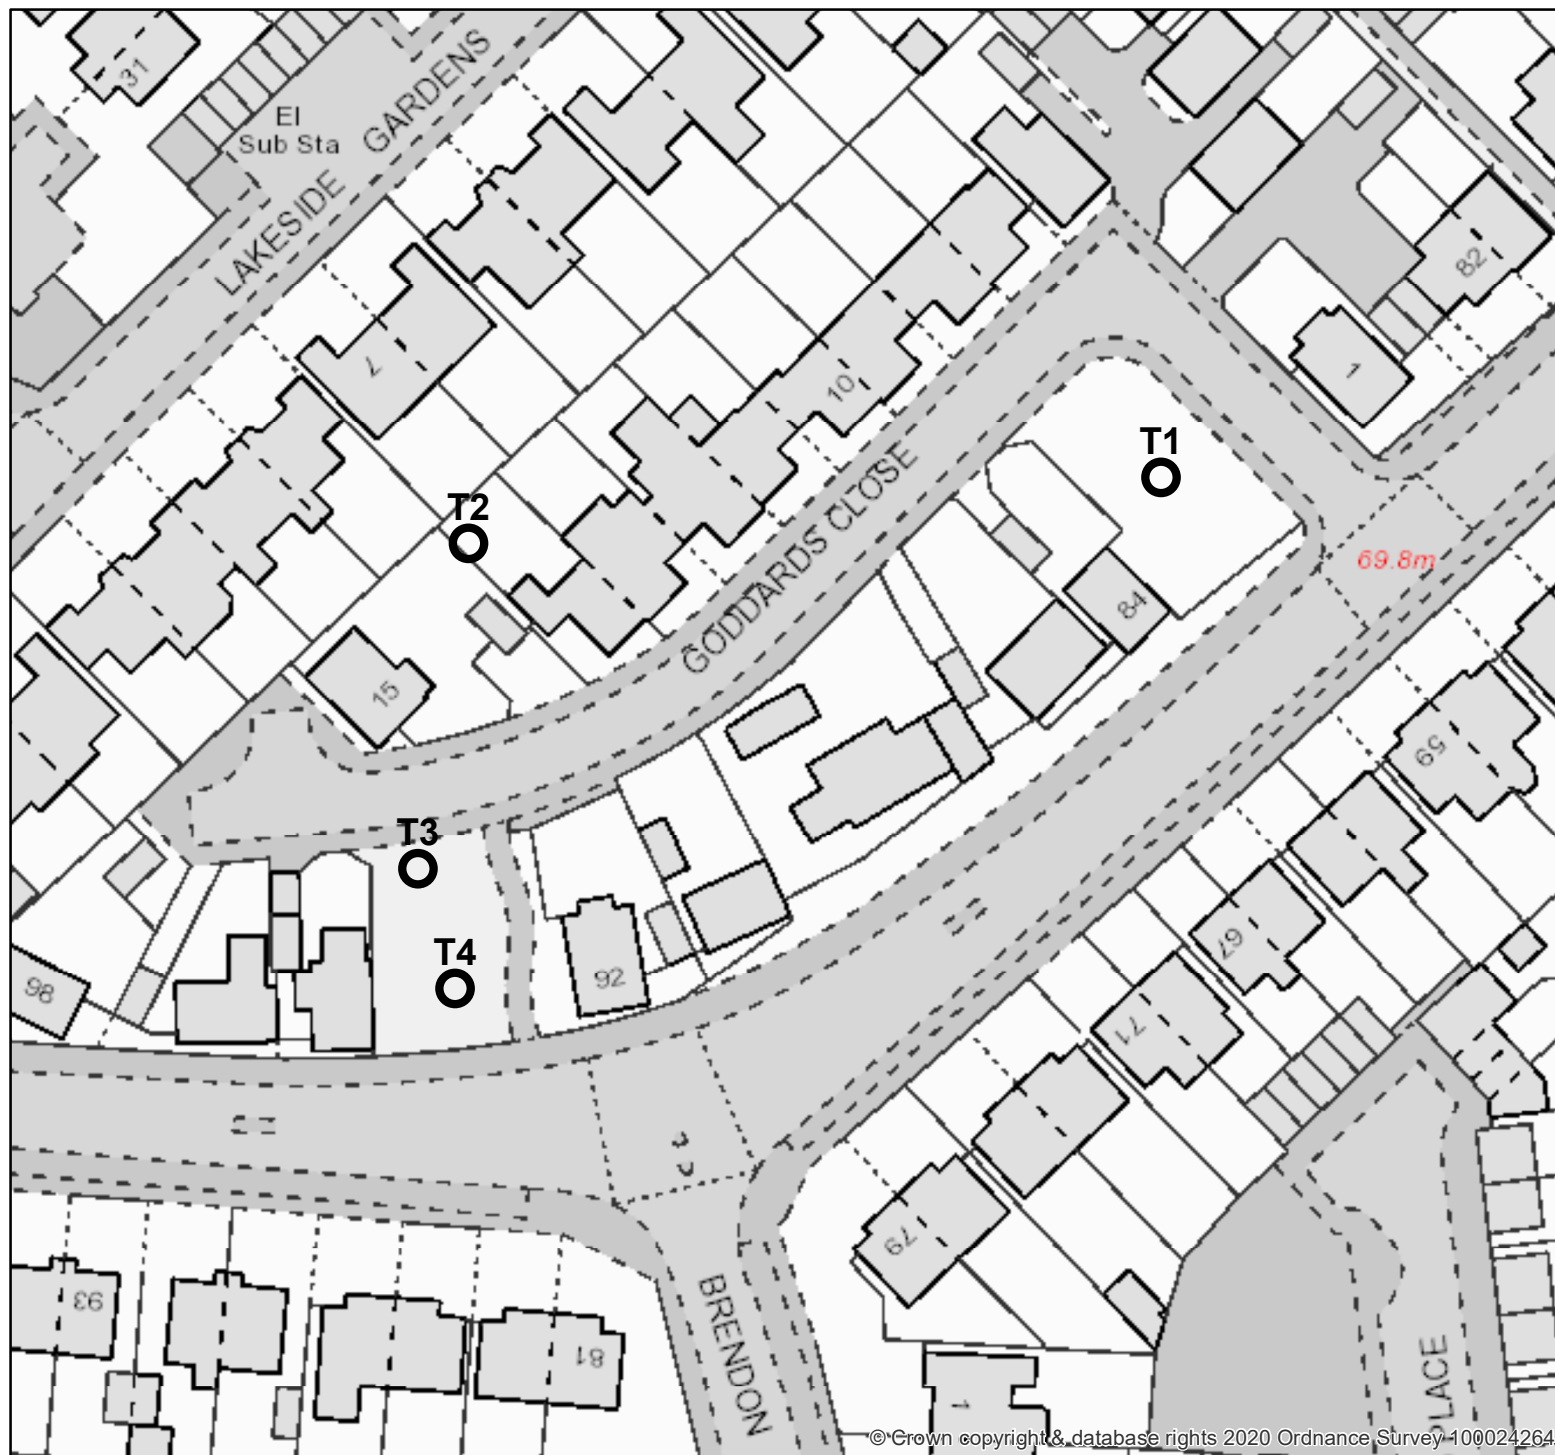 31
El
Sub Sta
LAKESIDE GARDENS
82
7
1
10
T1
T2
69.8m
GODDARDS CLOSE
84
15
59
T3
T4
92
67
98
71
79
93
81
BRENDON
PLACE
1
© Crown copyright & database rights 2020 Ordnance Survey 100024264